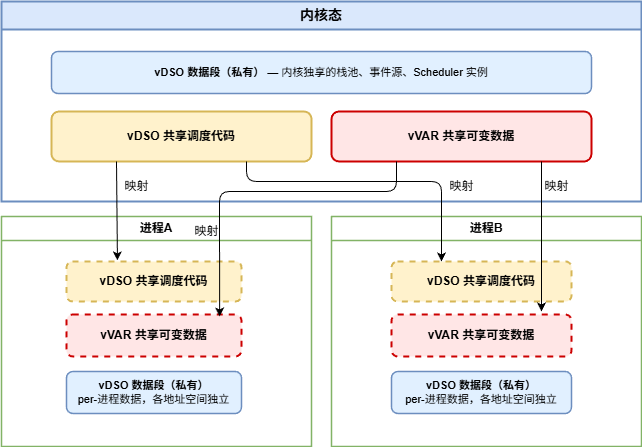 内核态
vDSO 数据段（私有） — 内核独享的栈池、事件源、Scheduler 实例
vDSO 共享调度代码
vVAR 共享可变数据
映射
映射
映射
进程A
映射
进程B
vDSO 共享调度代码
vDSO 共享调度代码
vVAR 共享可变数据
vVAR 共享可变数据
vDSO 数据段（私有）
per-进程数据，各地址空间独立
vDSO 数据段（私有）
per-进程数据，各地址空间独立